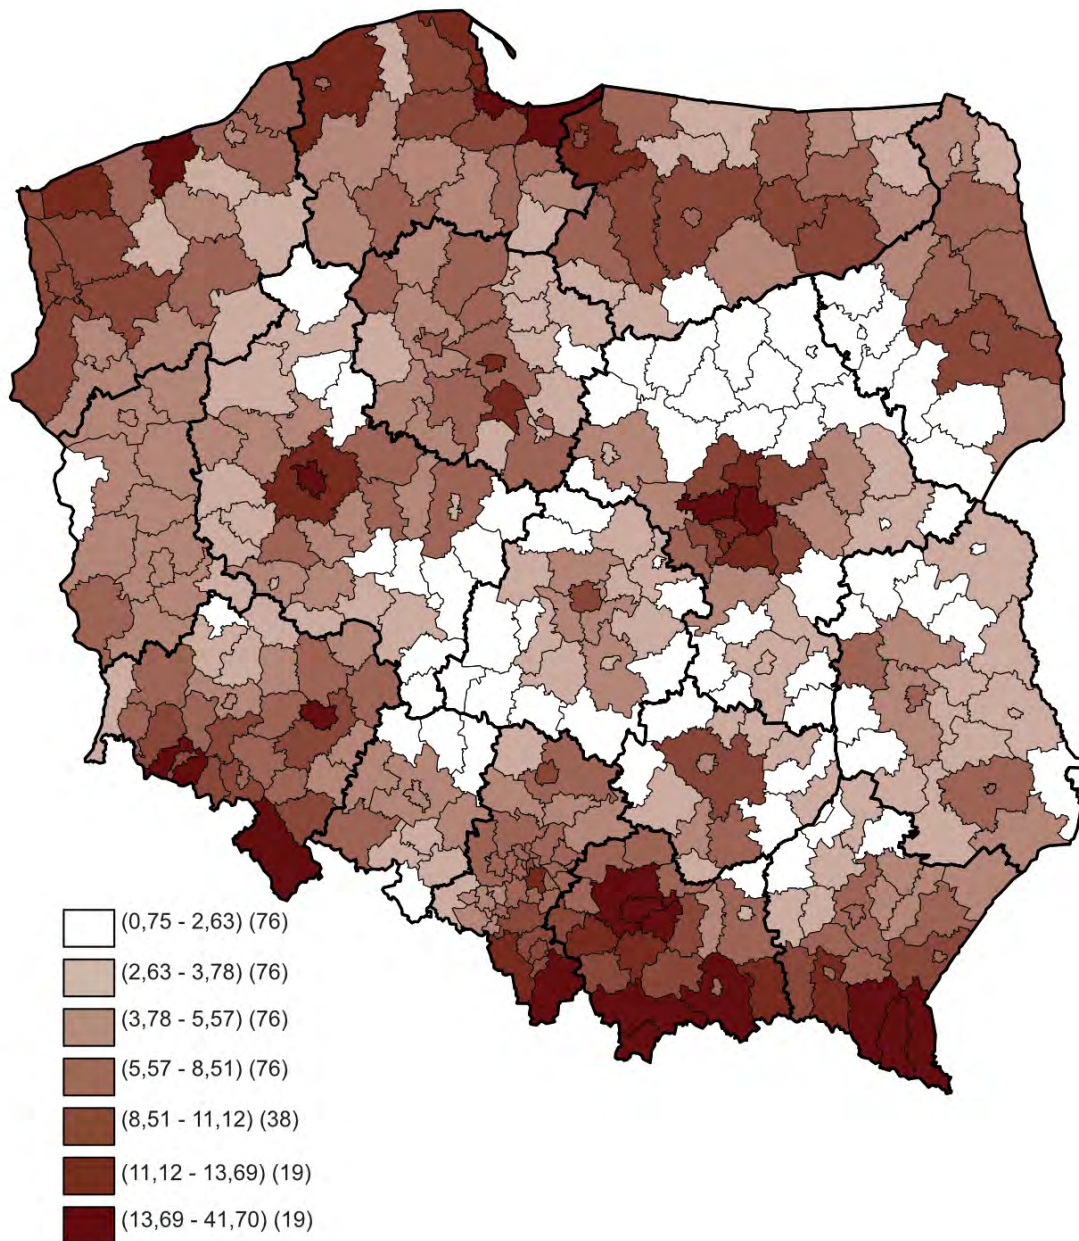 (0,75 - 2,63) (76)
(2,63 - 3,78) (76)
(3,78 - 5,57) (76)
(5,57 - 8,51) (76)
(8,51 - 11,12) (38)
(11,12 - 13,69) (19)
(13,69 - 41,70) (19)